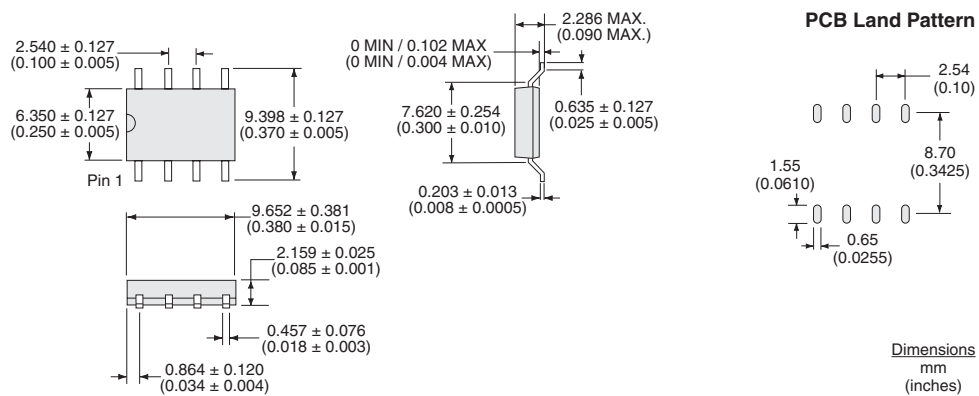 2.540 ± 0.127
(0.100 ± 0.005)
6.350 ± 0.127
(0.250 ± 0.005)
9.398 ± 0.127
(0.370 ± 0.005)
Pin 1
9.652 ± 0.381
(0.380 ± 0.015)
2.159 ± 0.025
(0.085 ± 0.001)
0.457 ± 0.076
(0.018 ± 0.003)
0.864 ± 0.120
(0.034 ± 0.004)
2.286 MAX.
(0.090 MAX.)
0 MIN / 0.102 MAX
(0 MIN / 0.004 MAX)
7.620 ± 0.254
(0.300 ± 0.010)
0.635 ± 0.127
(0.025 ± 0.005)
0.203 ± 0.013
(0.008 ± 0.0005)
PCB Land Pattern
2.54
(0.10)
8.70
(0.3425)
1.55
(0.0610)
0.65
(0.0255)
Dimensions
mm
(inches)